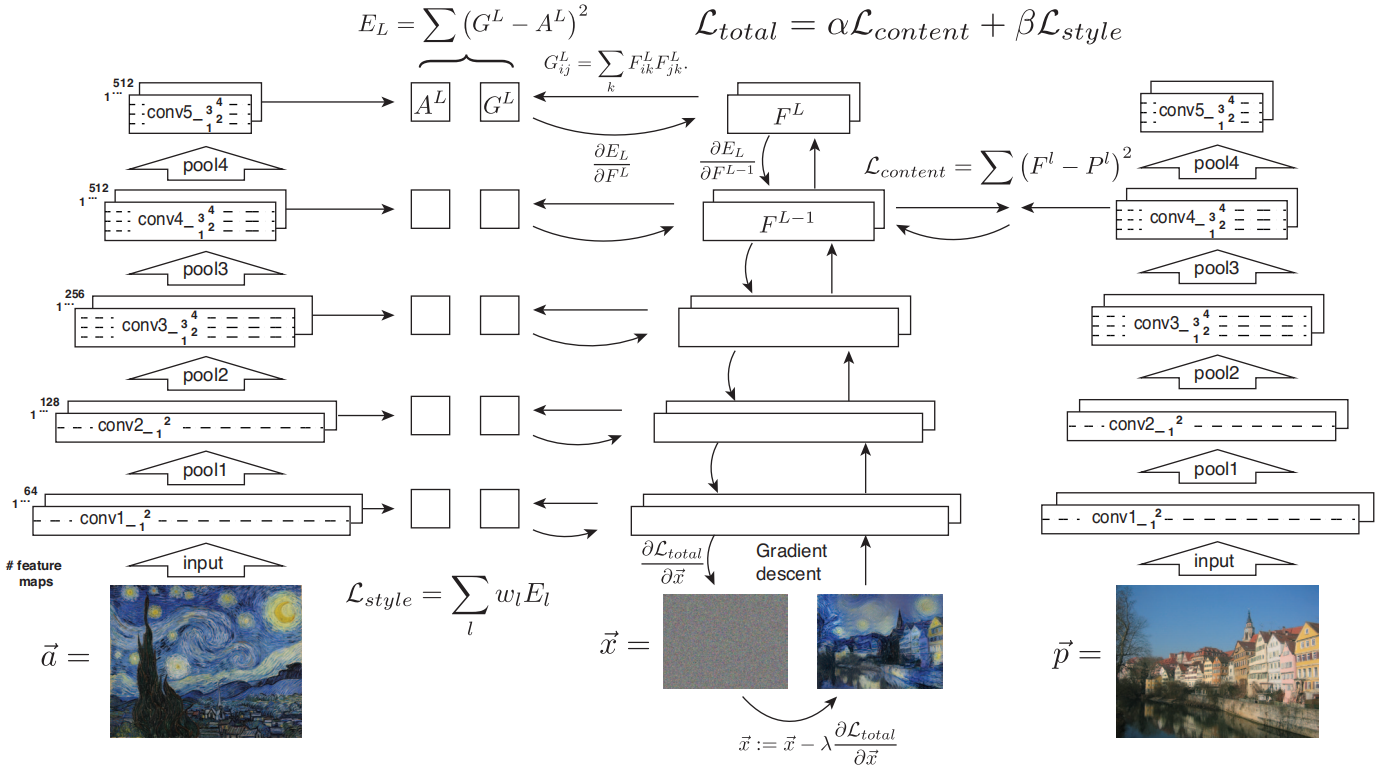 E_L = ∑ (G^L − A^L)^2
ℒ_total = αℒ_content + βℒ_style
G^L_ij = ∑_k F^L_ik F^L_jk.
512
1...
conv5_ 1 2 3 4
A^L
G^L
F^L
conv5_ 1 2 3 4
∂E_L/∂F^L
∂E_L/∂F^{L−1}
ℒ_content = ∑ (F^l − P^l)^2
pool4
pool4
512
1...
conv4_ 1 2 3 4
F^{L−1}
conv4_ 1 2 3 4
pool3
pool3
256
1...
conv3_ 1 2 3 4
conv3_ 1 2 3 4
pool2
pool2
128
1...
conv2_ 1 2
conv2_ 1 2
pool1
pool1
64
1...
conv1_ 1 2
conv1_ 1 2
# feature
maps
input
∂ℒ_total/∂x⃗
Gradient
descent
input
ℒ_style = ∑_l w_l E_l
a⃗ =
x⃗ =
p⃗ =
x⃗ := x⃗ − λ ∂ℒ_total/∂x⃗